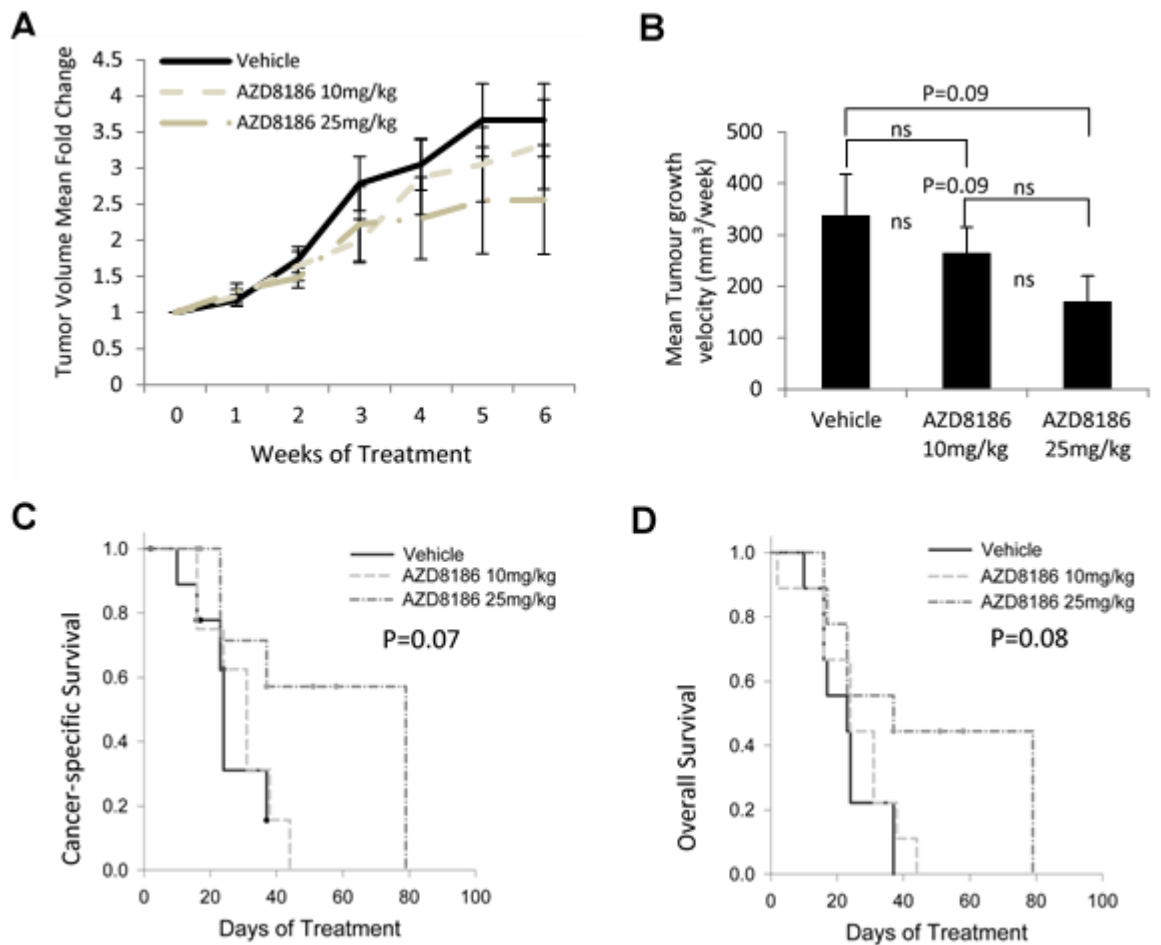 A
Tumor Volume Mean Fold Change
4.5
4
3.5
3
2.5
2
1.5
1
0.5
0
Vehicle
AZD8186 10mg/kg
AZD8186 25mg/kg
0 1 2 3 4 5 6
Weeks of Treatment
B
Mean Tumour growth
velocity (mm³/week)
500
400
300
200
100
0
P=0.09
ns
P=0.09
ns
ns
ns
Vehicle
AZD8186
10mg/kg
AZD8186
25mg/kg
C
Cancer-specific Survival
1.0
0.8
0.6
0.4
0.2
0.0
Vehicle
AZD8186 10mg/kg
AZD8186 25mg/kg
P=0.07
0 20 40 60 80 100
Days of Treatment
D
Overall Survival
1.0
0.8
0.6
0.4
0.2
0.0
Vehicle
AZD8186 10mg/kg
AZD8186 25mg/kg
P=0.08
0 20 40 60 80 100
Days of Treatment